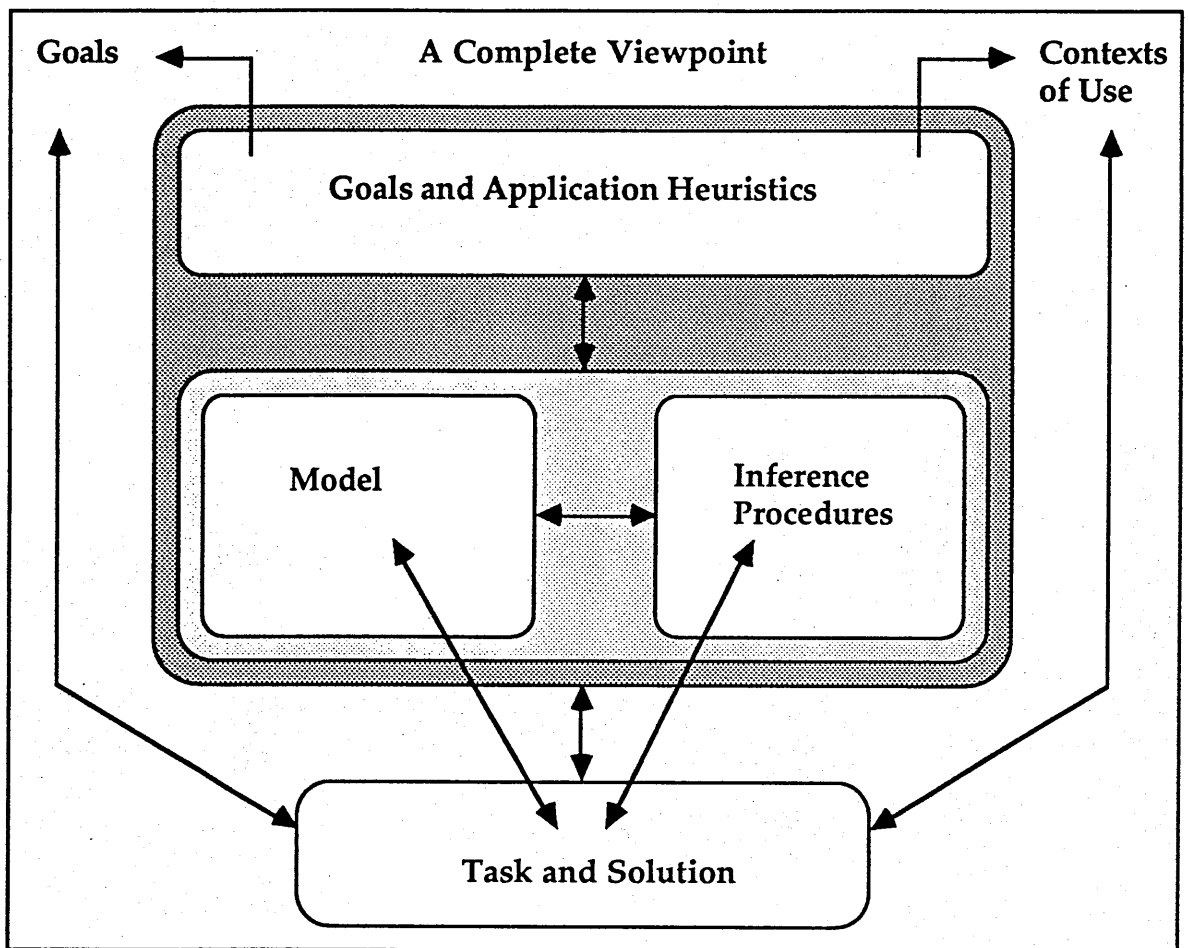 Goals
A Complete Viewpoint
Contexts
of Use
Goals and Application Heuristics
Model
Inference
Procedures
Task and Solution